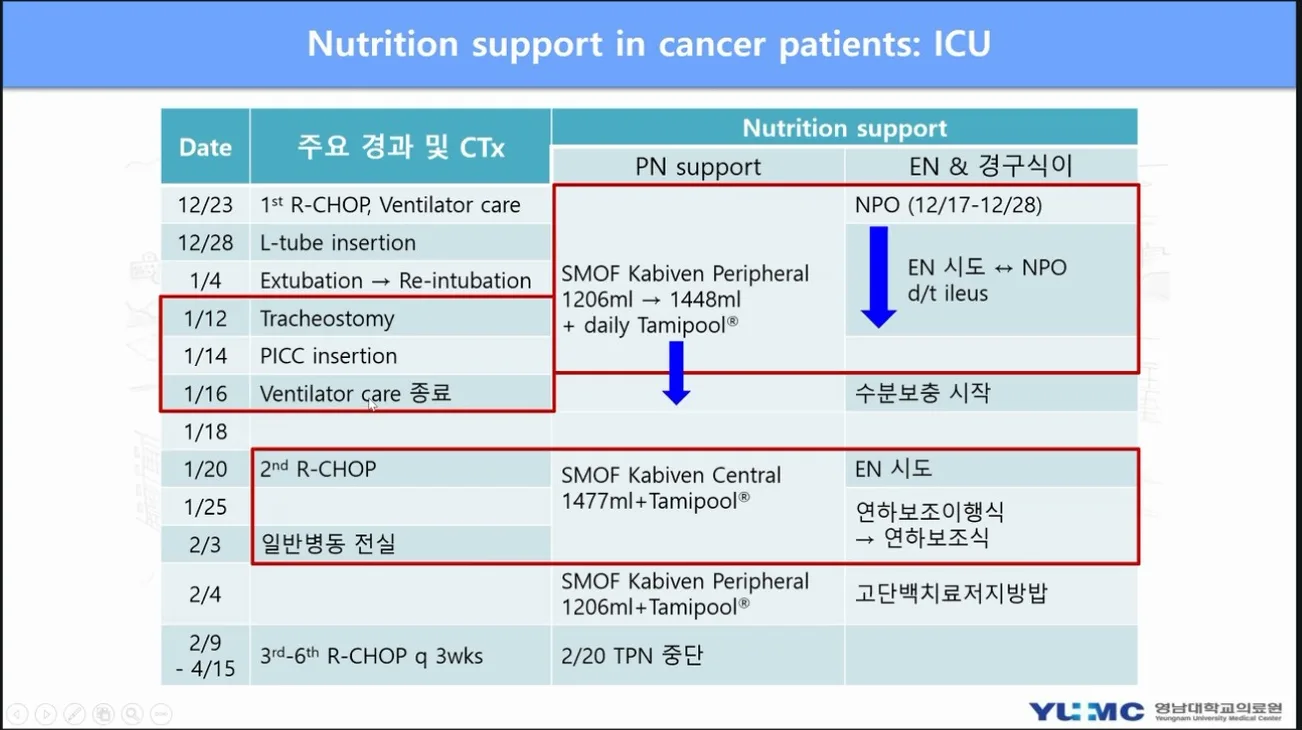 Nutrition support in cancer patients: ICU
Date
주요 경과 및 CTx
Nutrition support
PN support
EN & 경구식이
12/23
1st R-CHOP, Ventilator care
NPO (12/17-12/28)
12/28
L-tube insertion
1/4
Extubation → Re-intubation
SMOF Kabiven Peripheral
1206ml → 1448ml
+ daily Tamipool®
EN 시도 ↔ NPO
d/t ileus
1/12
Tracheostomy
1/14
PICC insertion
1/16
Ventilator care 종료
수분보충 시작
1/18
1/20
2nd R-CHOP
SMOF Kabiven Central
1477ml+Tamipool®
EN 시도
1/25
연하보조이행식
→ 연하보조식
2/3
일반병동 전실
2/4
SMOF Kabiven Peripheral
1206ml+Tamipool®
고단백치료저지방밥
2/9
- 4/15
3rd-6th R-CHOP q 3wks
2/20 TPN 중단
YUMC 영남대학교의료원
Yeungnam University Medical Center